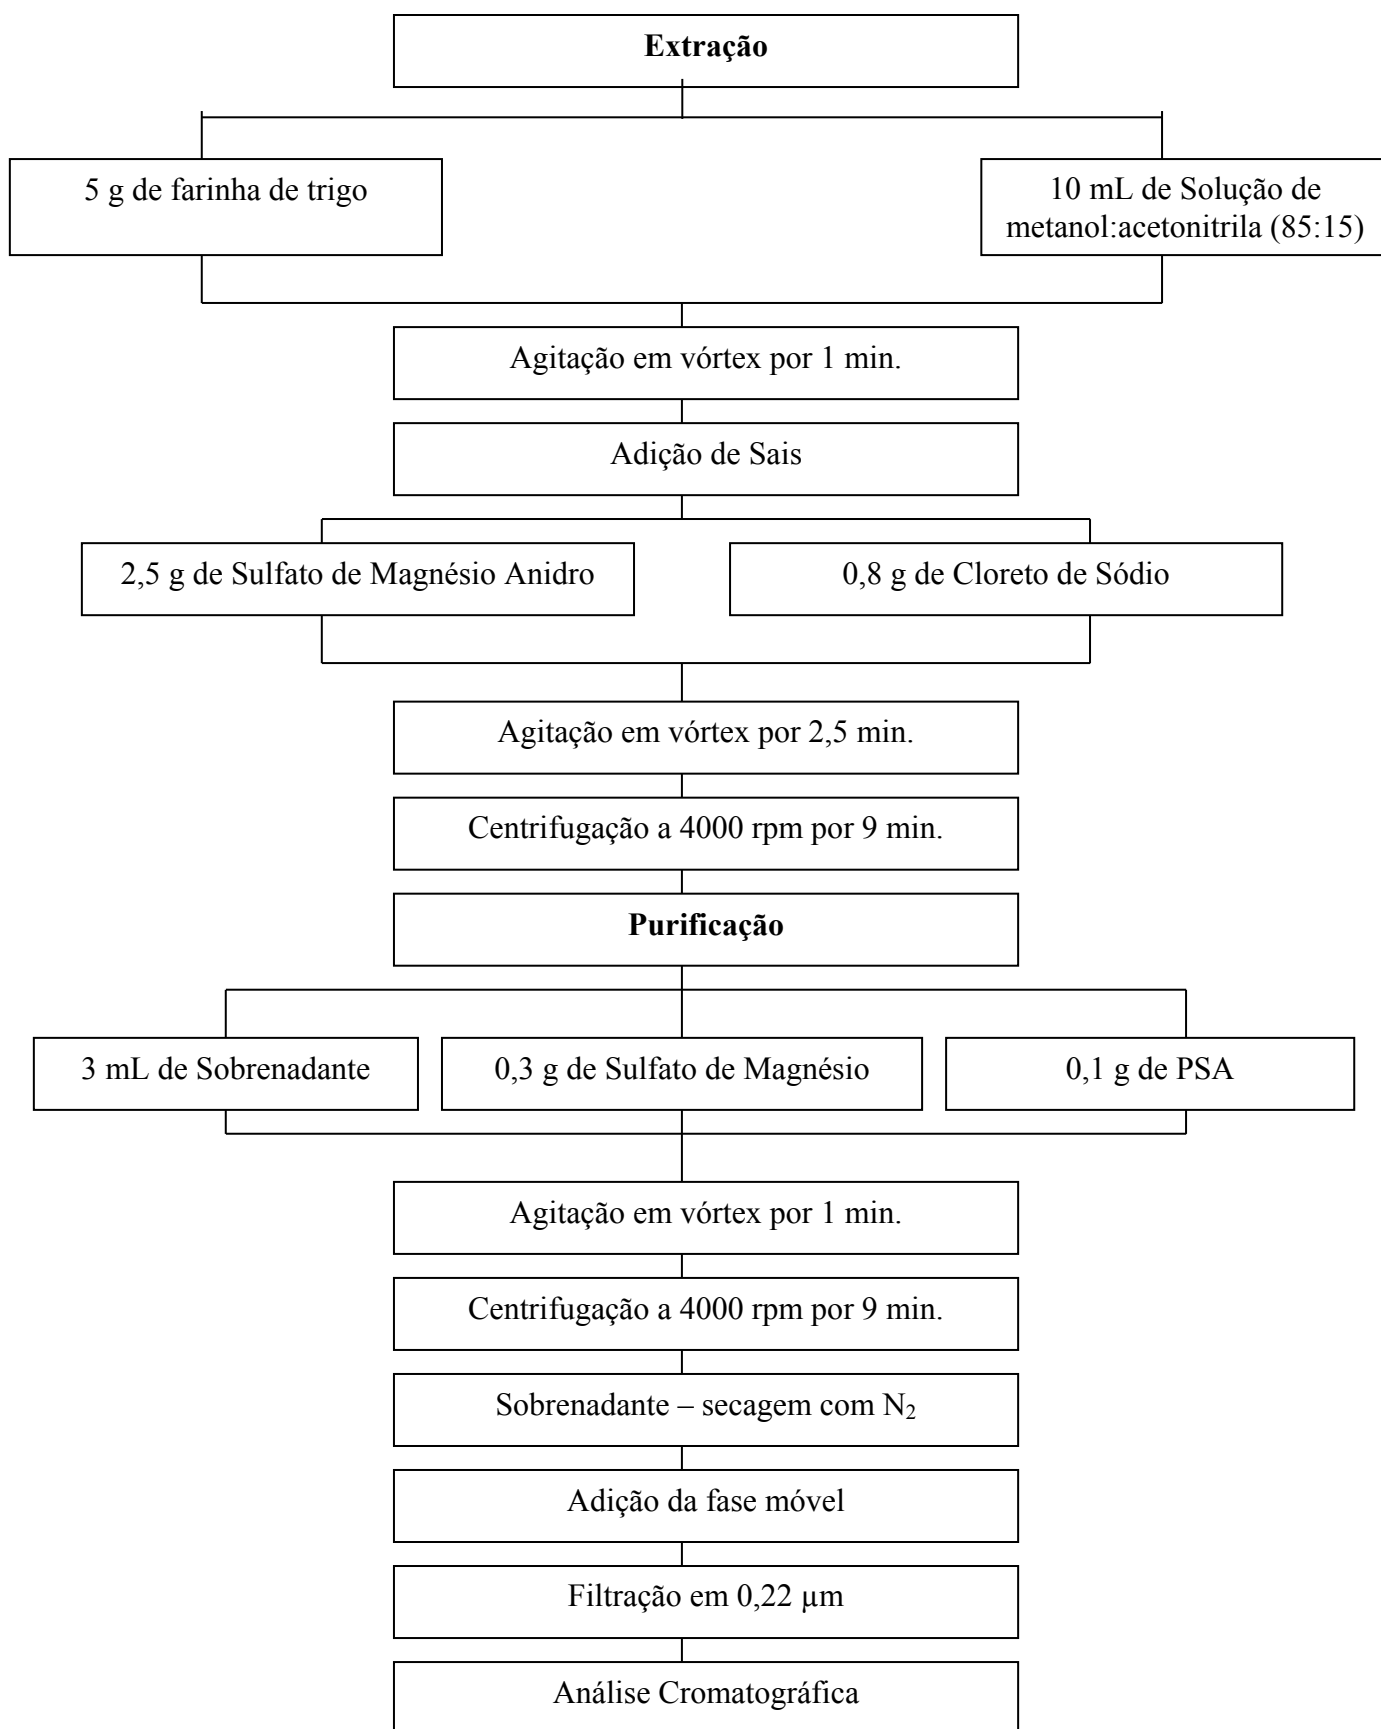 Extração
5 g de farinha de trigo
10 mL de Solução de
metanol:acetonitrila (85:15)
Agitação em vórtex por 1 min.
Adição de Sais
2,5 g de Sulfato de Magnésio Anidro
0,8 g de Cloreto de Sódio
Agitação em vórtex por 2,5 min.
Centrifugação a 4000 rpm por 9 min.
Purificação
3 mL de Sobrenadante
0,3 g de Sulfato de Magnésio
0,1 g de PSA
Agitação em vórtex por 1 min.
Centrifugação a 4000 rpm por 9 min.
Sobrenadante – secagem com N₂
Adição da fase móvel
Filtração em 0,22 µm
Análise Cromatográfica